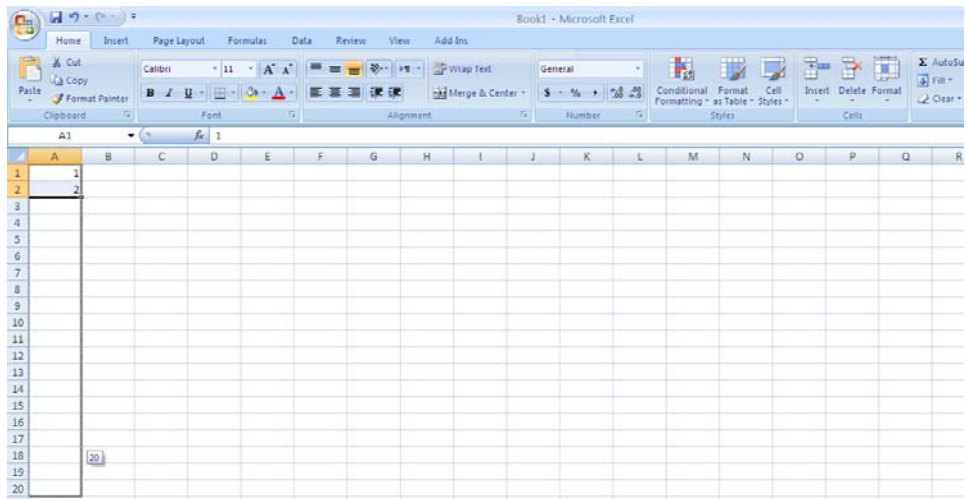 Book1 - Microsoft Excel
Home Insert Page Layout Formulas Data Review View Add-Ins
Paste
Cut
Copy
Format Painter
Clipboard
Calibri 11 A A
B I U A
Font
Wrap Text
Merge & Center
Alignment
General
$ % ,
Number
Conditional Formatting
Format as Table
Cell Styles
Styles
Insert Delete Format
Cells
Σ AutoSu
Fill
Clear
A1 fx 1
A B C D E F G H I J K L M N O P Q R
1 1
2 2
3
4
5
6
7
8
9
10
11
12
13
14
15
16
17
18 20
19
20